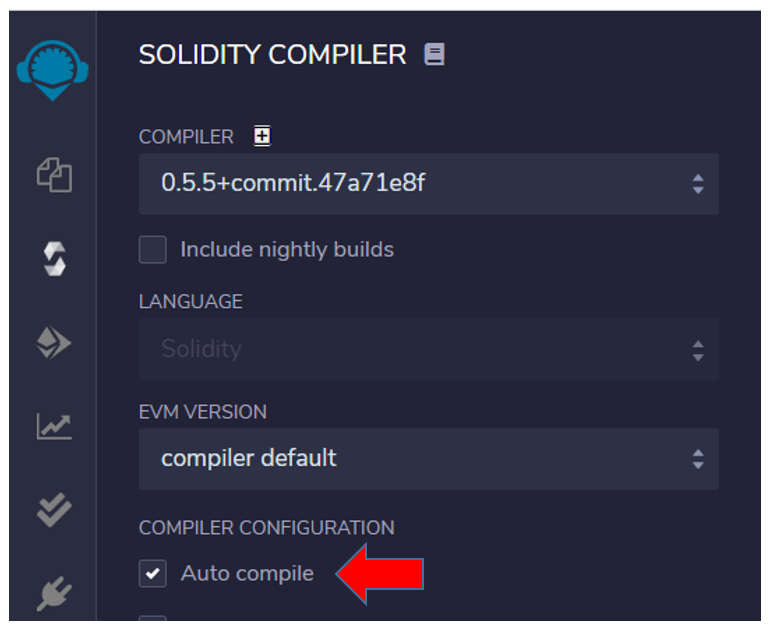 SOLIDITY COMPILER
COMPILER
0.5.5+commit.47a71e8f
Include nightly builds
LANGUAGE
Solidity
EVM VERSION
compiler default
COMPILER CONFIGURATION
Auto compile